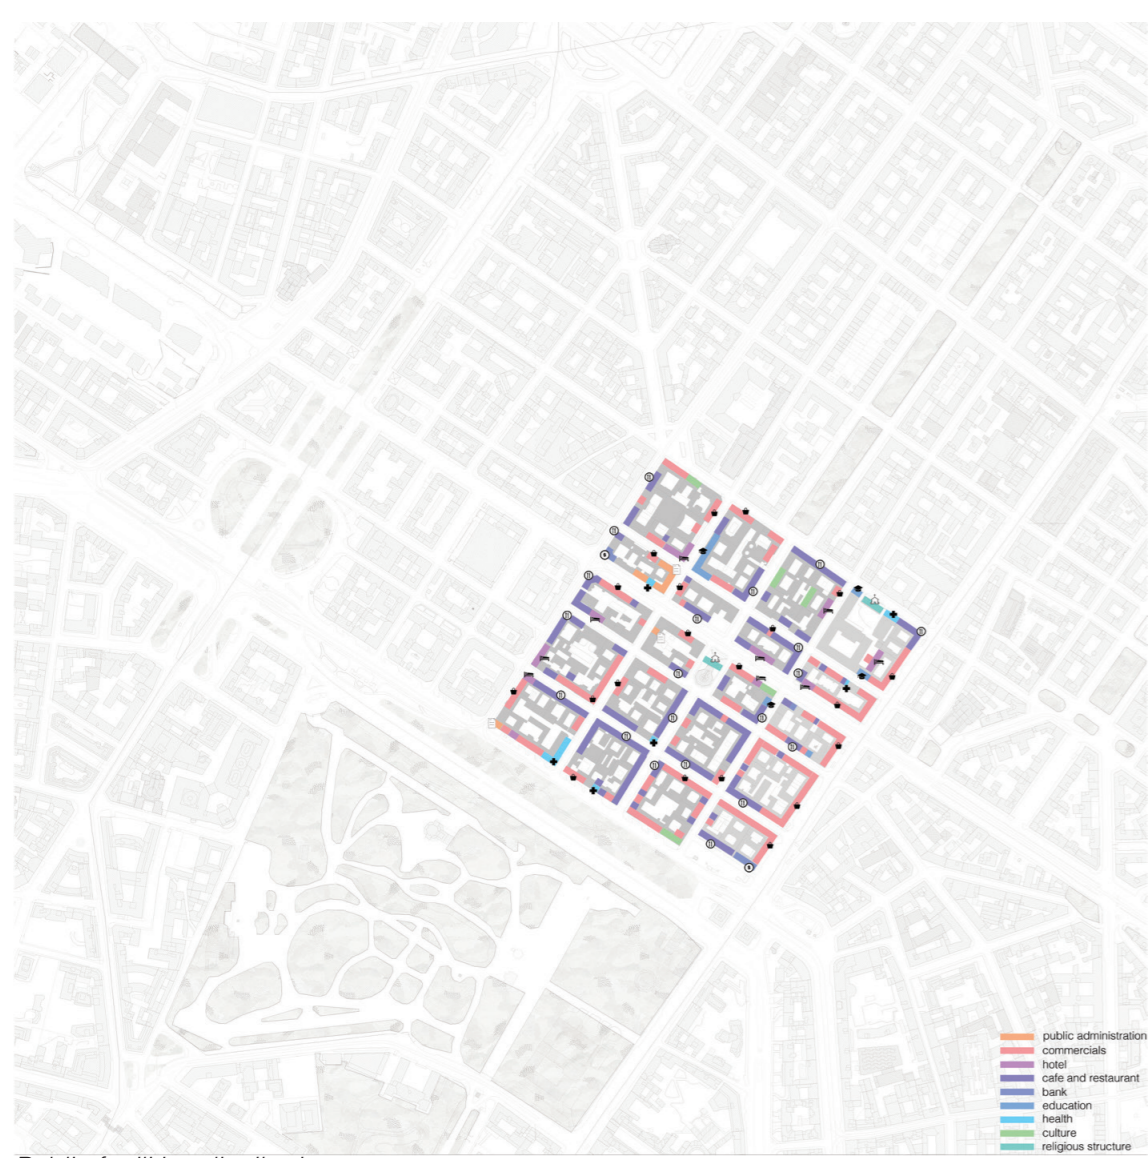 public administration
commercials
hotel
cafe and restaurant
bank
education
health
culture
religious structure